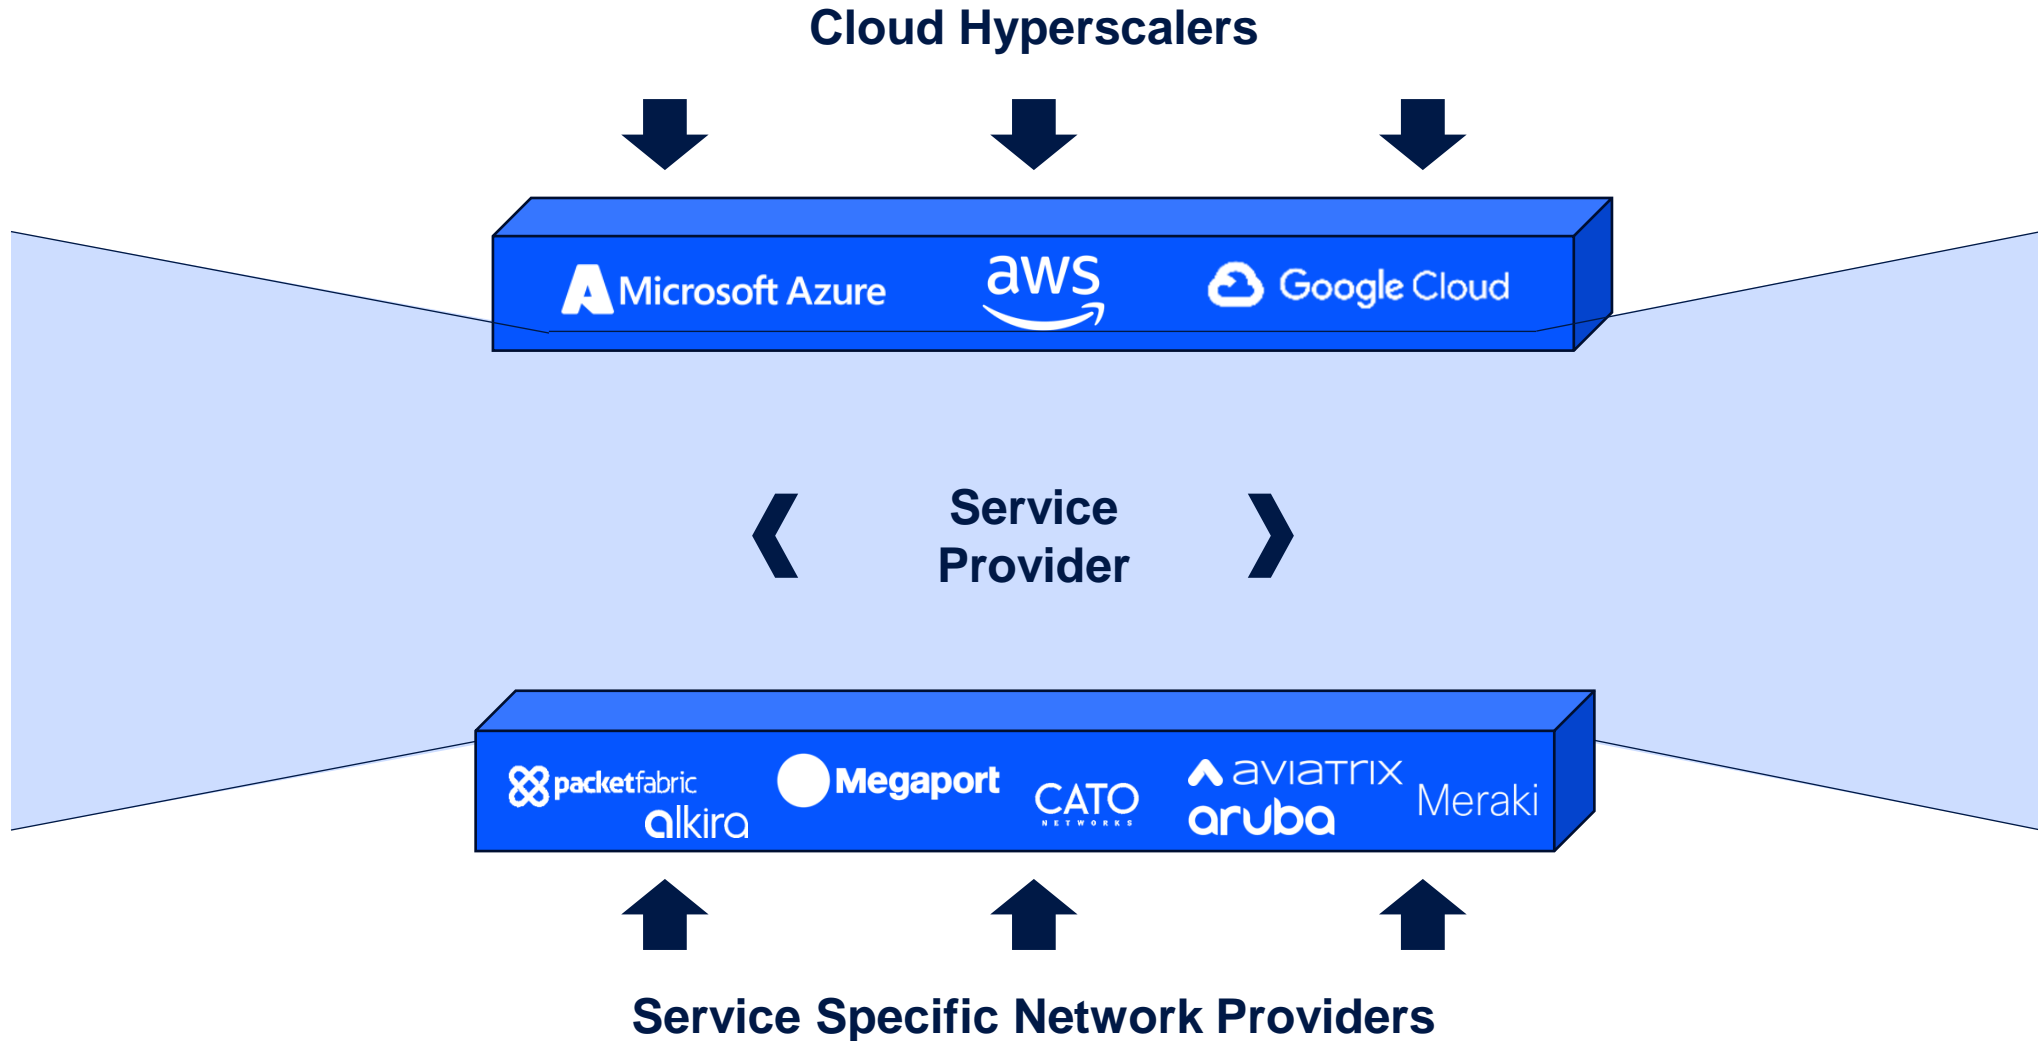 Cloud Hyperscalers
Microsoft Azure
aws
Google Cloud
Service
Provider
packetfabric
alkira
Megaport
CATO
NETWORKS
aviatrix
aruba
Meraki
Service Specific Network Providers